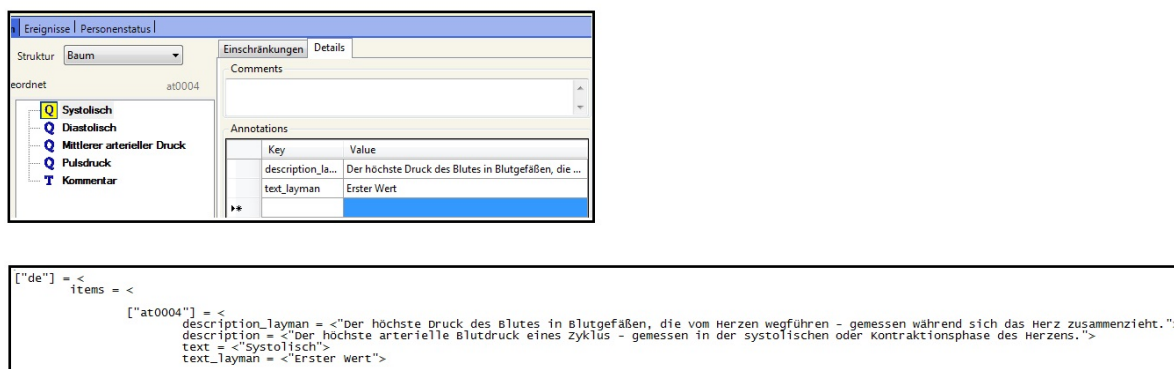 Ereignisse Personenstatus
Struktur Baum
Einschränkungen Details
Comments
eordnet at0004
Q Systolisch
Q Diastolisch
Q Mittlerer arterieller Druck
Q Pulsdruck
T Kommentar
Annotations
Key Value
description_la... Der höchste Druck des Blutes in Blutgefäßen, die ...
text_layman Erster Wert
["de"] = <
items = <
["at0004"] = <
description_layman = <"Der höchste Druck des Blutes in Blutgefäßen, die vom Herzen wegführen - gemessen während sich das Herz zusammenzieht.">
description = <"Der höchste arterielle Blutdruck eines Zyklus - gemessen in der systolischen oder Kontraktionsphase des Herzens.">
text = <"Systolisch">
text_layman = <"Erster Wert">